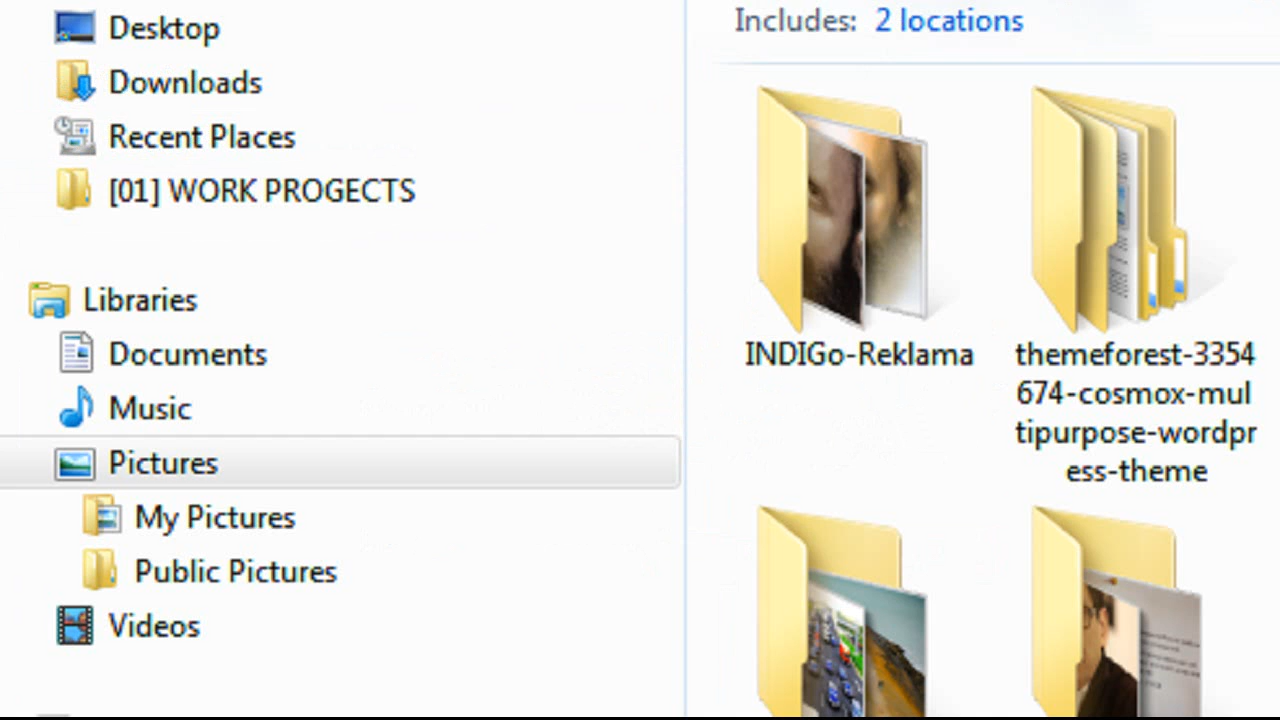 Desktop
Downloads
Recent Places
[01] WORK PROGECTS
Libraries
Documents
Music
Pictures
My Pictures
Public Pictures
Videos
Includes: 2 locations
INDIGo-Reklama
themeforest-3354
674-cosmox-mul
tipurpose-wordpr
ess-theme